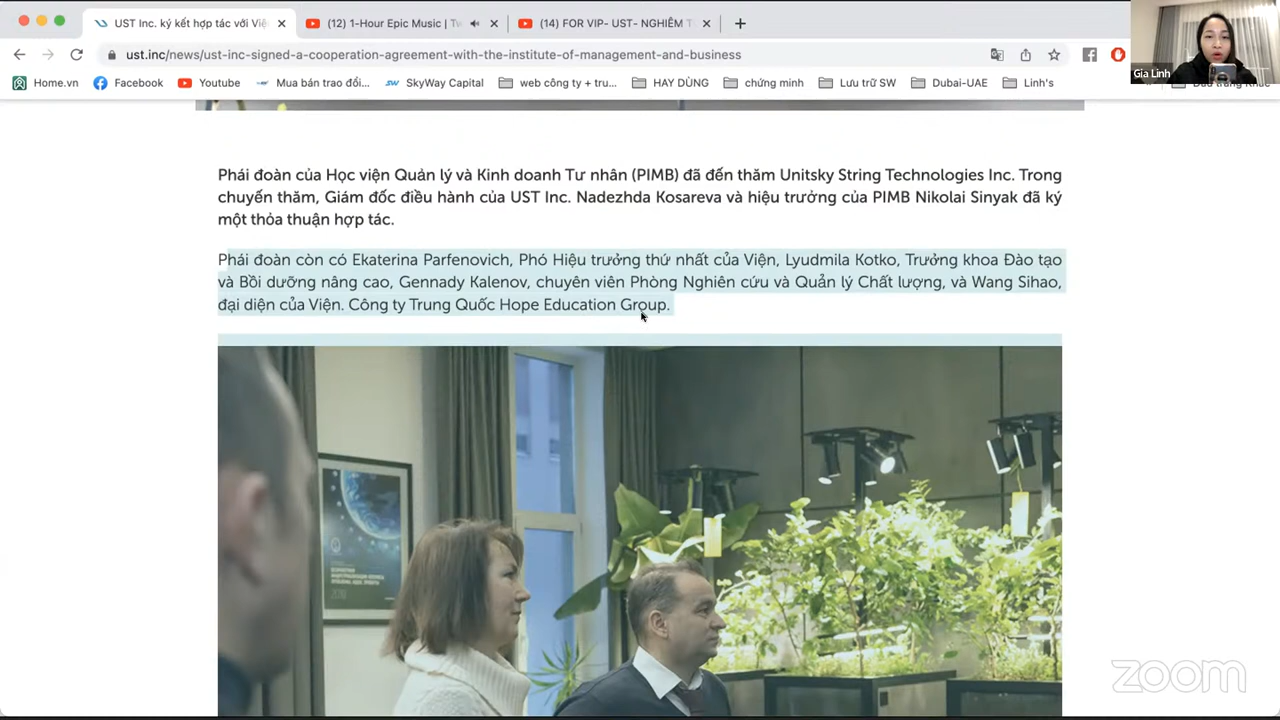 UST Inc. ký kết hợp tác với Việ
(12) 1-Hour Epic Music | Tw
(14) FOR VIP- UST- NGHIÊM T
ust.inc/news/ust-inc-signed-a-cooperation-agreement-with-the-institute-of-management-and-business
Gia Linh
Home.vn
Facebook
Youtube
Mua bán trao đổi...
SkyWay Capital
web công ty + tru...
HAY DÙNG
chứng minh
Lưu trữ SW
Dubai-UAE
Linh's
Phái đoàn của Học viện Quản lý và Kinh doanh Tư nhân (PIMB) đã đến thăm Unitsky String Technologies Inc. Trong
chuyến thăm, Giám đốc điều hành của UST Inc. Nadezhda Kosareva và hiệu trưởng của PIMB Nikolai Sinyak đã ký
một thỏa thuận hợp tác.
Phái đoàn còn có Ekaterina Parfenovich, Phó Hiệu trưởng thứ nhất của Viện, Lyudmila Kotko, Trưởng khoa Đào tạo
và Bồi dưỡng nâng cao, Gennady Kalenov, chuyên viên Phòng Nghiên cứu và Quản lý Chất lượng, và Wang Sihao,
đại diện của Viện. Công ty Trung Quốc Hope Education Group.
zoom